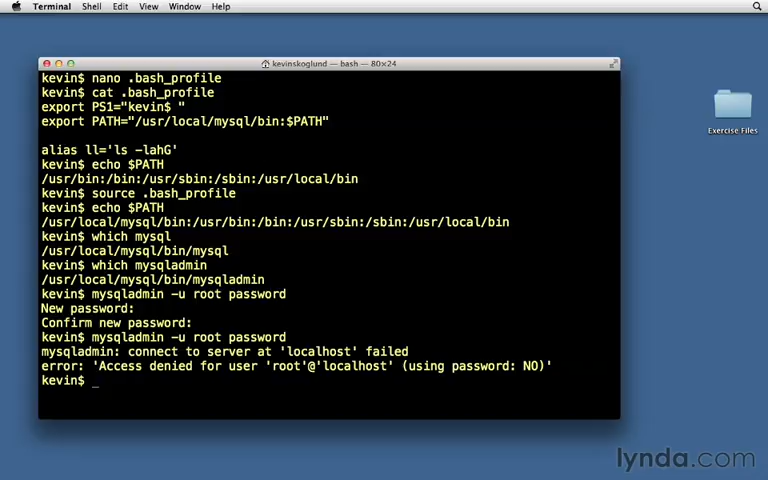 Terminal Shell Edit View Window Help
kevinskoglund — bash — 80×24
kevin$ nano .bash_profile
kevin$ cat .bash_profile
export PS1="kevin$ "
export PATH="/usr/local/mysql/bin:$PATH"
alias ll='ls -lahG'
kevin$ echo $PATH
/usr/bin:/bin:/usr/sbin:/sbin:/usr/local/bin
kevin$ source .bash_profile
kevin$ echo $PATH
/usr/local/mysql/bin:/usr/bin:/bin:/usr/sbin:/sbin:/usr/local/bin
kevin$ which mysql
/usr/local/mysql/bin/mysql
kevin$ which mysqladmin
/usr/local/mysql/bin/mysqladmin
kevin$ mysqladmin -u root password
New password:
Confirm new password:
kevin$ mysqladmin -u root password
mysqladmin: connect to server at 'localhost' failed
error: 'Access denied for user 'root'@'localhost' (using password: NO)'
kevin$ _
Exercise Files
lynda.com